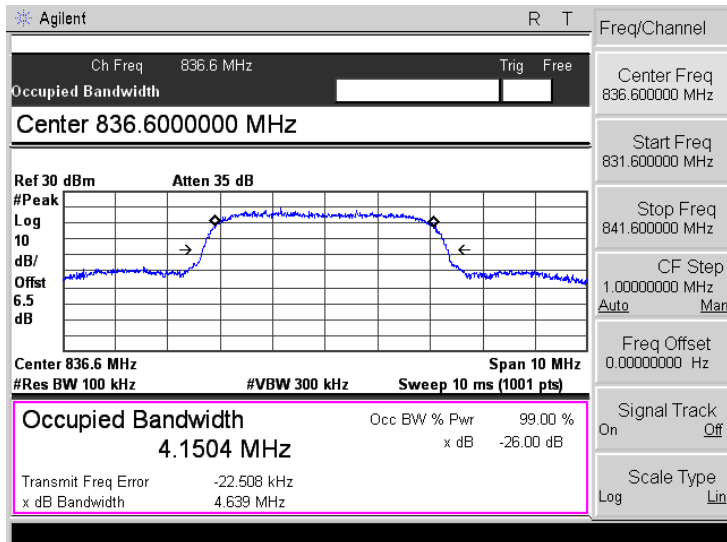 Agilent R T
Ch Freq 836.6 MHz Trig Free
Occupied Bandwidth
Center 836.6000000 MHz
Ref 30 dBm Atten 35 dB
#Peak
Log
10
dB/
Offst
6.5
dB
Center 836.6 MHz Span 10 MHz
#Res BW 100 kHz #VBW 300 kHz Sweep 10 ms (1001 pts)
Occupied Bandwidth Occ BW % Pwr 99.00 %
4.1504 MHz x dB -26.00 dB
Transmit Freq Error -22.508 kHz
x dB Bandwidth 4.639 MHz
Freq/Channel
Center Freq
836.600000 MHz
Start Freq
831.600000 MHz
Stop Freq
841.600000 MHz
CF Step
1.00000000 MHz
Auto Man
Freq Offset
0.00000000 Hz
Signal Track
On Off
Scale Type
Log Lin